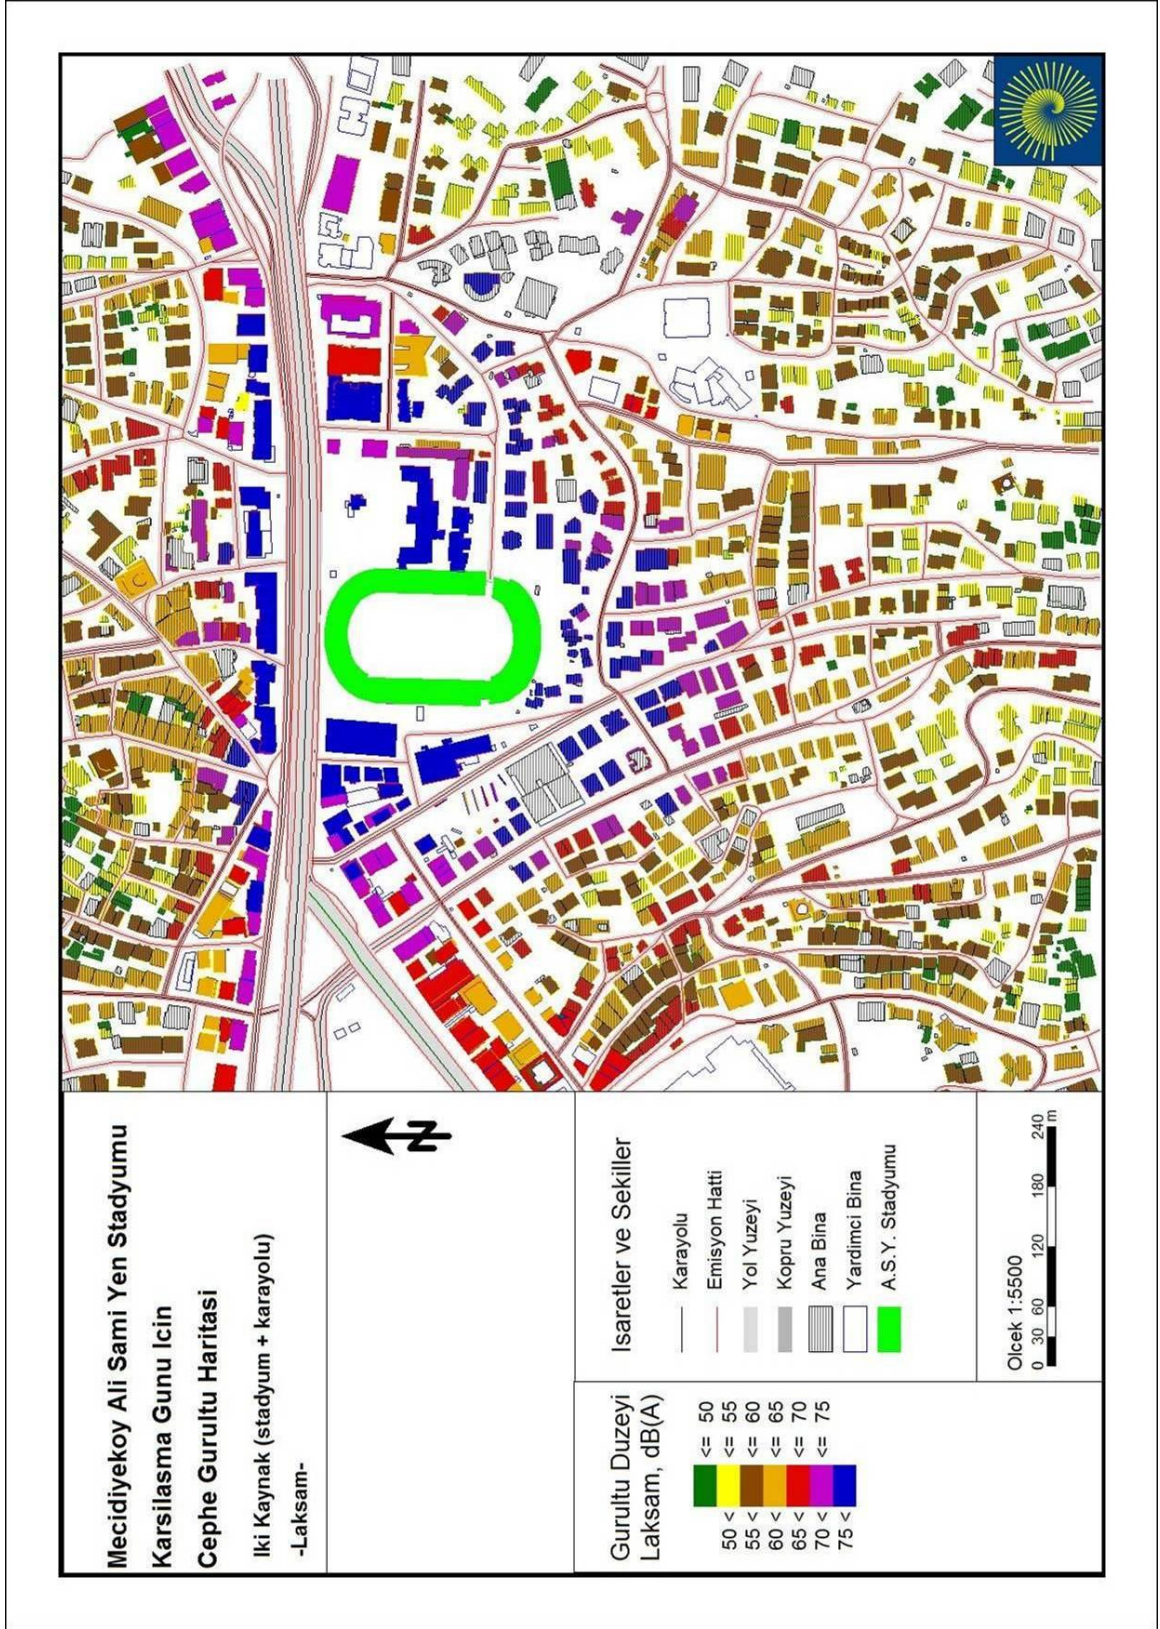 Mecidiyekoy Ali Sami Yen Stadyumu
Karsilasma Gunu Icin
Cephe Gurultu Haritasi
Iki Kaynak (stadyum + karayolu)
-Laksam-
N
Gurultu Duzeyi
Laksam, dB(A)
<= 50
50 < <= 55
55 < <= 60
60 < <= 65
65 < <= 70
70 < <= 75
75 <
Isaretler ve Sekiller
Karayolu
Emisyon Hatti
Yol Yuzeyi
Kopru Yuzeyi
Ana Bina
Yardimci Bina
A.S.Y. Stadyumu
Olcek 1:5500
0 30 60 120 180 240
m